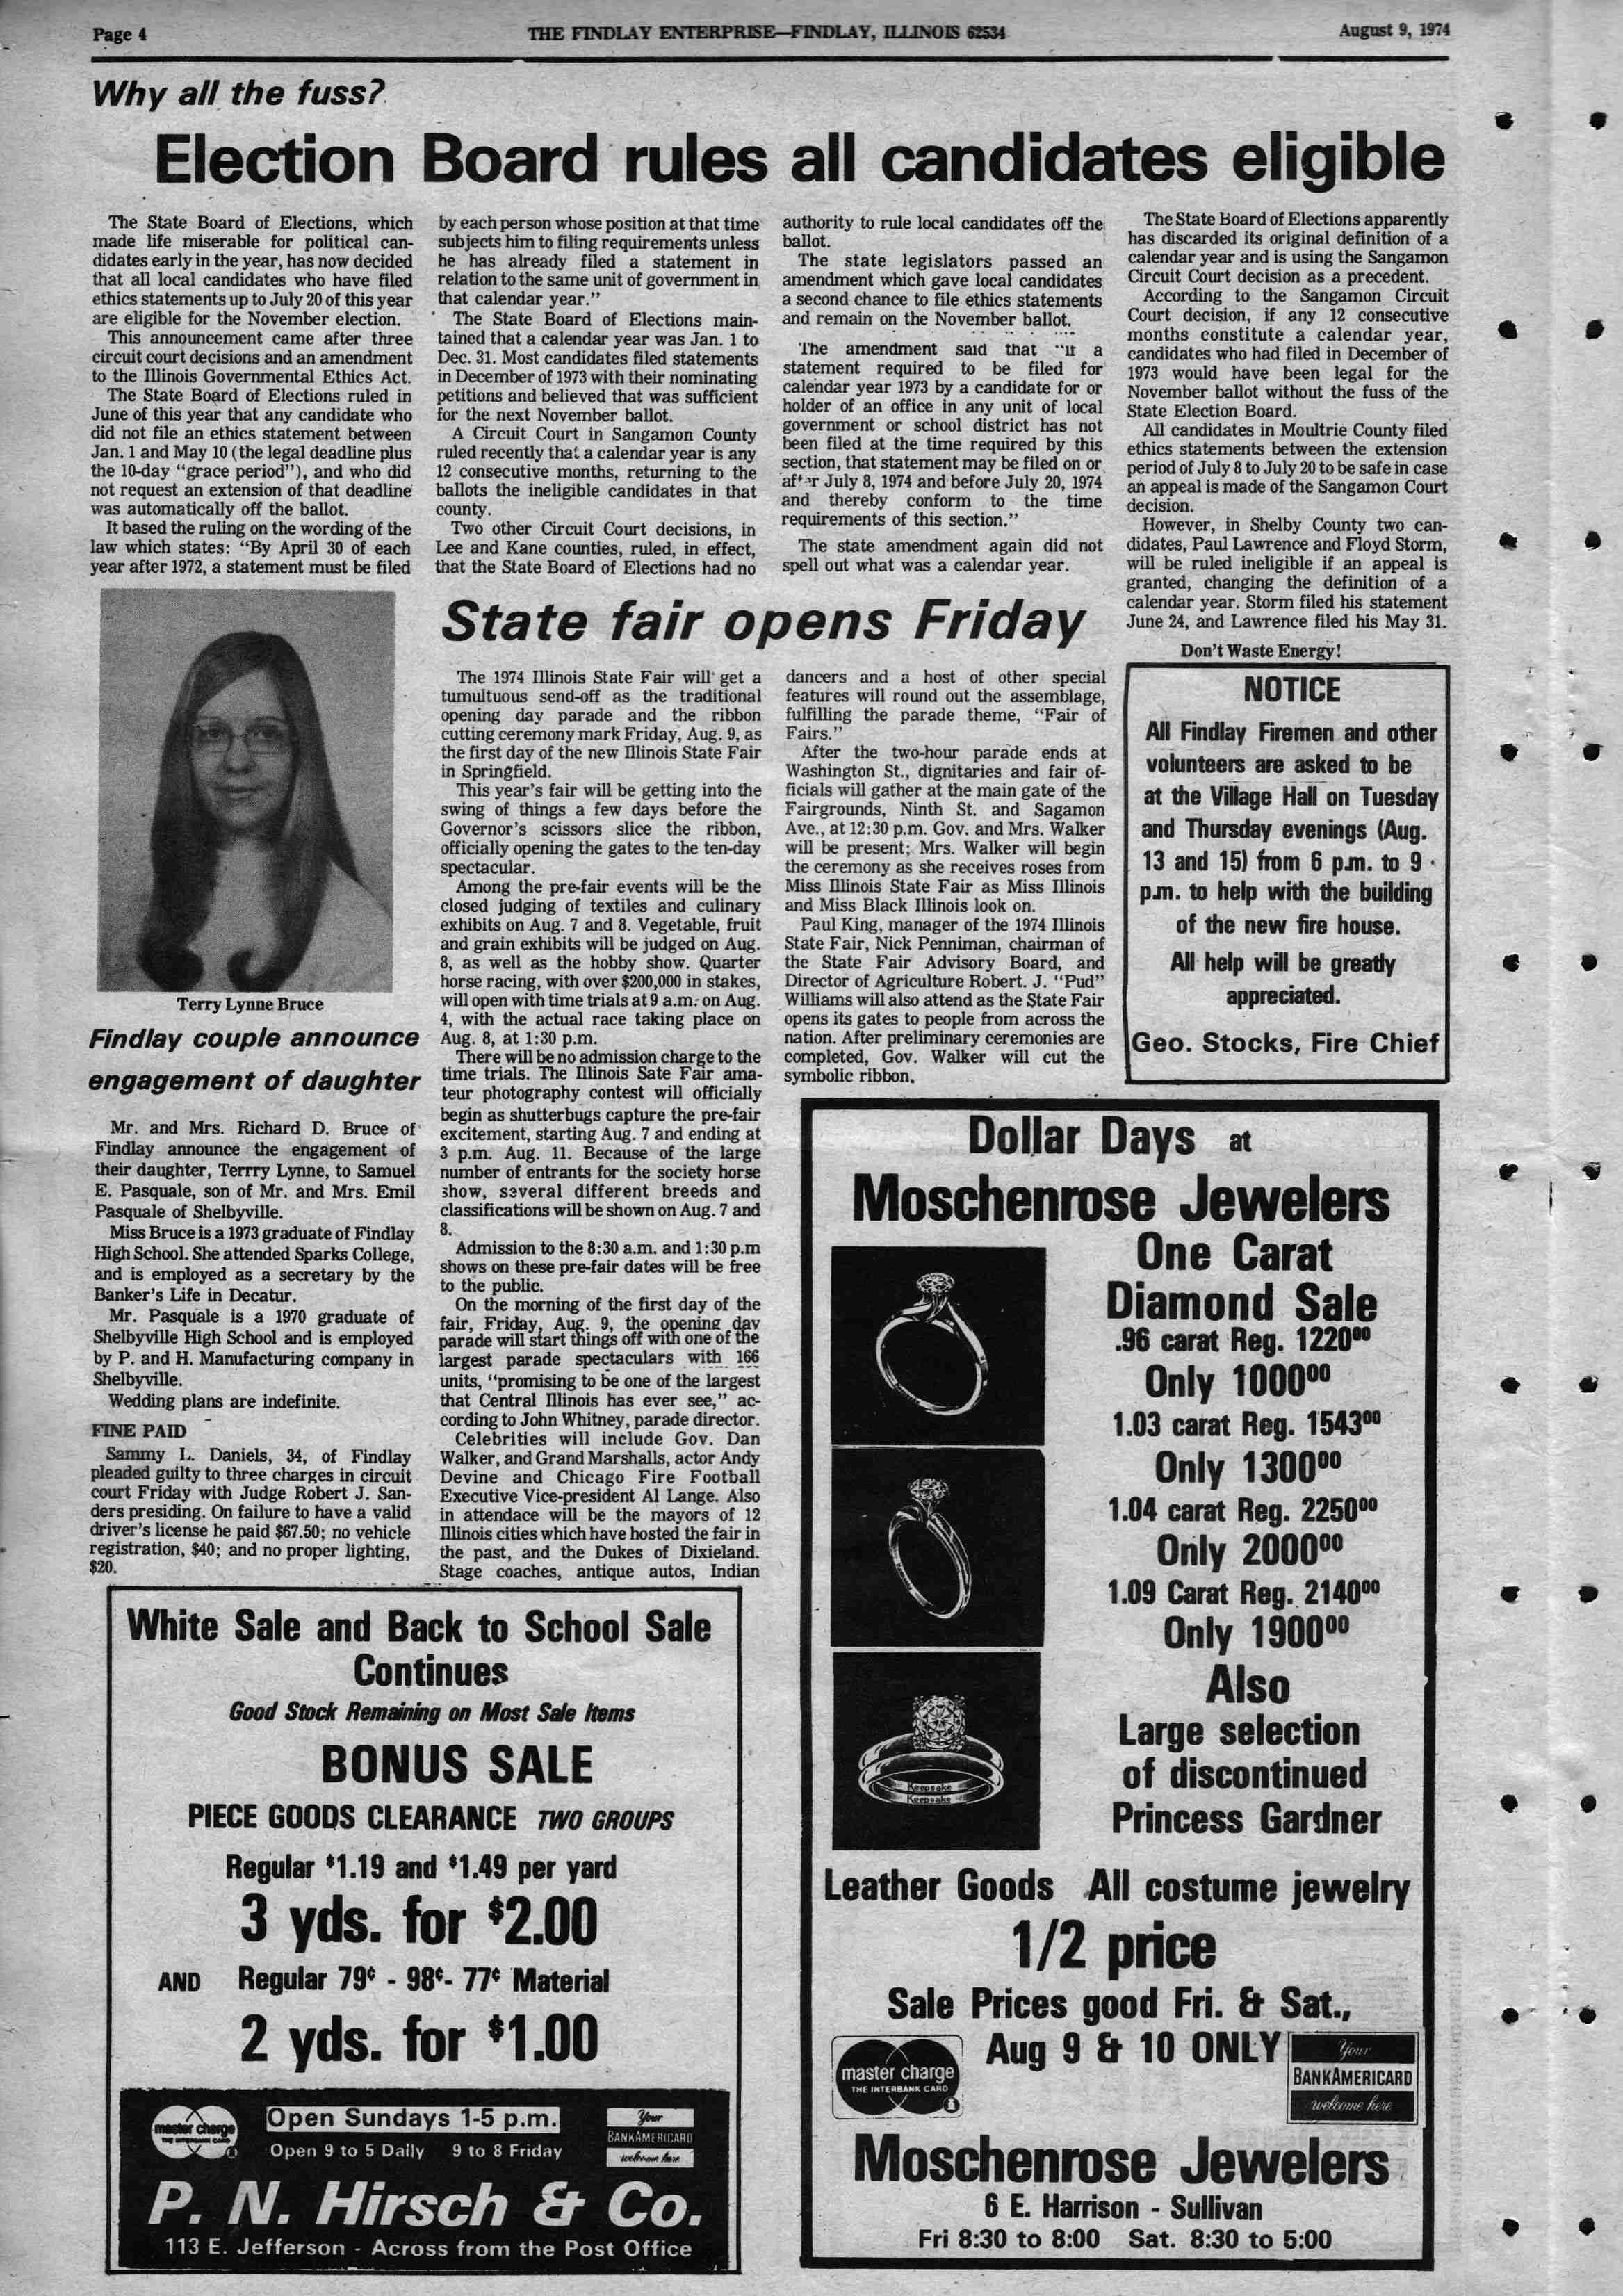 Page 4
THE FINDLAY ENTERPRISE—FINDLAY, ILLINOIS 62534
August 9, 1974
Why all the fuss?
Election Board rules all candidates eligible
The State Board of Elections, which
made life miserable for political can-
didates early in the year, has now decided
that all local candidates who have filed
ethics statements up to July 20 of this year
are eligible for the November election.
This announcement came after three
circuit court decisions and an amendment
to the Illinois Governmental Ethics Act.
The State Board of Elections ruled in
June of this year that any candidate who
did not file an ethics statement between
Jan. 1 and May 10 (the legal deadline plus
the 10-day "grace period"), and who did
not request an extension of that deadline
was automatically off the ballot.
It based the ruling on the wording of the
law which states: "By April 30 of each
year after 1972, a statement must be filed
by each person whose position at that time
subjects him to filing requirements unless
he has already filed a statement in
relation to the same unit of government in
that calendar year."
The State Board of Elections main-
tained that a calendar year was Jan. 1 to
Dec. 31. Most candidates filed statements
in December of 1973 with their nominating
petitions and believed that was sufficient
for the next November ballot.
A Circuit Court in Sangamon County
ruled recently that a calendar year is any
12 consecutive months, returning to the
ballots the ineligible candidates in that
county.
Two other Circuit Court decisions, in
Lee and Kane counties, ruled, in effect,
that the State Board of Elections had no
authority to rule local candidates off the
ballot.
The state legislators passed an
amendment which gave local candidates
a second chance to file ethics statements
and remain on the November ballot.
The amendment said that "if a
statement required to be filed for
calendar year 1973 by a candidate for or
holder of an office in any unit of local
government or school district has not
been filed at the time required by this
section, that statement may be filed on or
after July 8, 1974 and before July 20, 1974
and thereby conform to the time
requirements of this section."
The state amendment again did not
spell out what was a calendar year.
The State Board of Elections apparently
has discarded its original definition of a
calendar year and is using the Sangamon
Circuit Court decision as a precedent.
According to the Sangamon Circuit
Court decision, if any 12 consecutive
months constitute a calendar year,
candidates who had filed in December of
1973 would have been legal for the
November ballot without the fuss of the
State Election Board.
All candidates in Moultrie County filed
ethics statements between the extension
period of July 8 to July 20 to be safe in case
an appeal is made of the Sangamon Court
decision.
However, in Shelby County two can-
didates, Paul Lawrence and Floyd Storm,
will be ruled ineligible if an appeal is
granted, changing the definition of a
calendar year. Storm filed his statement
June 24, and Lawrence filed his May 31.
Don't Waste Energy!
Terry Lynne Bruce
Findlay couple announce
engagement of daughter
Mr. and Mrs. Richard D. Bruce of
Findlay announce the engagement of
their daughter, Terrry Lynne, to Samuel
E. Pasquale, son of Mr. and Mrs. Emil
Pasquale of Shelbyville.
Miss Bruce is a 1973 graduate of Findlay
High School. She attended Sparks College,
and is employed as a secretary by the
Banker's Life in Decatur.
Mr. Pasquale is a 1970 graduate of
Shelbyville High School and is employed
by P. and H. Manufacturing company in
Shelbyville.
Wedding plans are indefinite.
FINE PAID
Sammy L. Daniels, 34, of Findlay
pleaded guilty to three charges in circuit
court Friday with Judge Robert J. San-
ders presiding. On failure to have a valid
driver's license he paid $67.50; no vehicle
registration, $40; and no proper lighting,
$20.
State fair opens Friday
The 1974 Illinois State Fair will get a
tumultuous send-off as the traditional
opening day parade and the ribbon
cutting ceremony mark Friday, Aug. 9, as
the first day of the new Illinois State Fair
in Springfield.
This year's fair will be getting into the
swing of things a few days before the
Governor's scissors slice the ribbon,
officially opening the gates to the ten-day
spectacular.
Among the pre-fair events will be the
closed judging of textiles and culinary
exhibits on Aug. 7 and 8. Vegetable, fruit
and grain exhibits will be judged on Aug.
8, as well as the hobby show. Quarter
horse racing, with over $200,000 in stakes,
will open with time trials at 9 a.m. on Aug.
4, with the actual race taking place on
Aug. 8, at 1:30 p.m.
There will be no admission charge to the
time trials. The Illinois Sate Fair ama-
teur photography contest will officially
begin as shutterbugs capture the pre-fair
excitement, starting Aug. 7 and ending at
3 p.m. Aug. 11. Because of the large
number of entrants for the society horse
show, several different breeds and
classifications will be shown on Aug. 7 and
8.
Admission to the 8:30 a.m. and 1:30 p.m
shows on these pre-fair dates will be free
to the public.
On the morning of the first day of the
fair, Friday, Aug. 9, the opening day
parade will start things off with one of the
largest parade spectaculars with 166
units, "promising to be one of the largest
that Central Illinois has ever see," ac-
cording to John Whitney, parade director.
Celebrities will include Gov. Dan
Walker, and Grand Marshalls, actor Andy
Devine and Chicago Fire Football
Executive Vice-president Al Lange. Also
in attendace will be the mayors of 12
Illinois cities which have hosted the fair in
the past, and the Dukes of Dixieland.
Stage coaches, antique autos, Indian
dancers and a host of other special
features will round out the assemblage,
fulfilling the parade theme, "Fair of
Fairs."
After the two-hour parade ends at
Washington St., dignitaries and fair of-
ficials will gather at the main gate of the
Fairgrounds, Ninth St. and Sagamon
Ave., at 12:30 p.m. Gov. and Mrs. Walker
will be present; Mrs. Walker will begin
the ceremony as she receives roses from
Miss Illinois State Fair as Miss Illinois
and Miss Black Illinois look on.
Paul King, manager of the 1974 Illinois
State Fair, Nick Penniman, chairman of
the State Fair Advisory Board, and
Director of Agriculture Robert. J. "Pud"
Williams will also attend as the State Fair
opens its gates to people from across the
nation. After preliminary ceremonies are
completed, Gov. Walker will cut the
symbolic ribbon.
NOTICE
All Findlay Firemen and other
volunteers are asked to be
at the Village Hall on Tuesday
and Thursday evenings (Aug.
13 and 15) from 6 p.m. to 9
p.m. to help with the building
of the new fire house.
All help will be greatly
appreciated.
Geo. Stocks, Fire Chief
White Sale and Back to School Sale
Continues
Good Stock Remaining on Most Sale Items
BONUS SALE
PIECE GOODS CLEARANCE TWO GROUPS
Regular $1.19 and $1.49 per yard
3 yds. for $2.00
AND Regular 79¢ - 98¢- 77¢ Material
2 yds. for $1.00
master charge
THE INTERBANK CARD
Open Sundays 1-5 p.m.
Open 9 to 5 Daily 9 to 8 Friday
Your
BANKAMERICARD
welcome here
P. N. Hirsch & Co.
113 E. Jefferson - Across from the Post Office
Dollar Days at
Moschenrose Jewelers
One Carat
Diamond Sale
.96 carat Reg. 1220⁰⁰
Only 1000⁰⁰
1.03 carat Reg. 1543⁰⁰
Only 1300⁰⁰
1.04 carat Reg. 2250⁰⁰
Only 2000⁰⁰
1.09 Carat Reg. 2140⁰⁰
Only 1900⁰⁰
Keepsake
Keepsake
Also
Large selection
of discontinued
Princess Gardner
Leather Goods All costume jewelry
1/2 price
Sale Prices good Fri. & Sat.,
Aug 9 & 10 ONLY
master charge
THE INTERBANK CARD
Your
BANKAMERICARD
welcome here
Moschenrose Jewelers
6 E. Harrison - Sullivan
Fri 8:30 to 8:00 Sat. 8:30 to 5:00